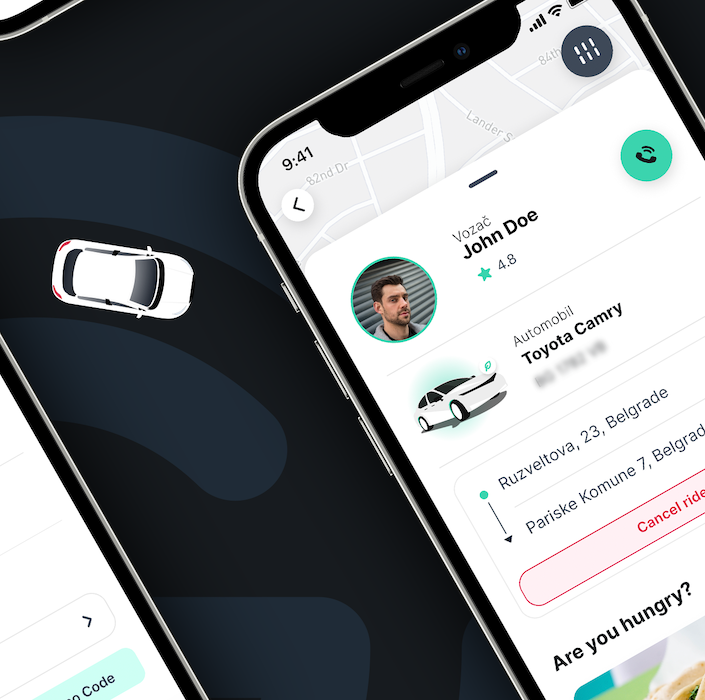 9:41
84th
Lander S
82nd Dr
Vozač
John Doe
4.8
Automobil
Toyota Camry
Ruzveltova, 23, Belgrade
Pariske Komune 7, Belgrad
Cancel ride
Are you hungry?
Code